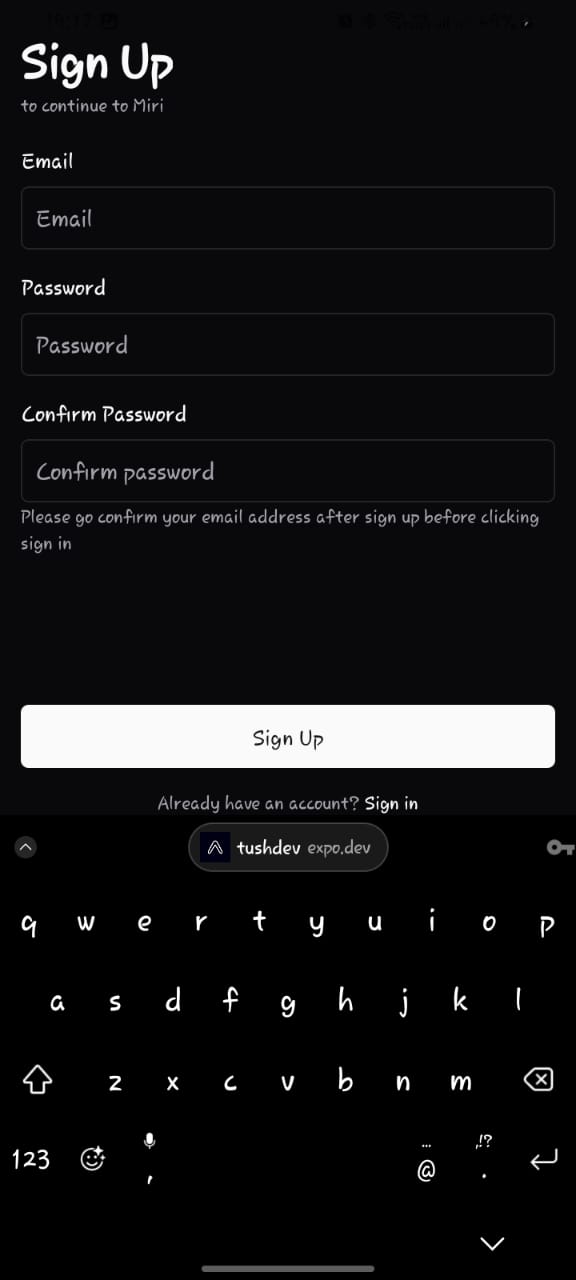 Sign Up
to continue to Miri
Email
Email
Password
Password
Confirm Password
Confirm password
Please go confirm your email address after sign up before clicking
sign in
Sign Up
Already have an account? Sign in
tushdev expo.dev
q w e r t y u i o p
a s d f g h j k l
z x c v b n m
... ,!?
123 , @ .